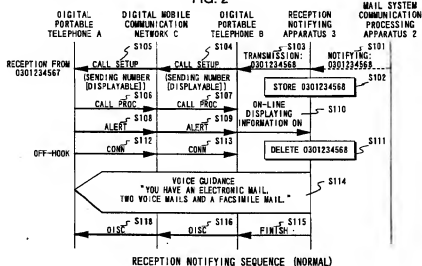 FIG. 2
DIGITAL PORTABLE TELEPHONE A
DIGITAL MOBILE COMMUNICATION NETWORK C
DIGITAL PORTABLE TELEPHONE B
RECEPTION NOTIFYING APPARATUS 3
MAIL SYSTEM COMMUNICATION PROCESSING APPARATUS 2
S105 S104 S103 S101
CALL SETUP CALL SETUP TRANSMISSION: 0301234568 NOTIFYING: 0301234568
RECEPTION FROM 0301234567
(SENDING NUMBER [DISPLAYABLE]) (SENDING NUMBER [DISPLAYABLE])
STORE 0301234568 S102
S106 S107
CALL PROC CALL PROC
ON-LINE DISPLAYING INFORMATION ON S110
S108 S109
ALERT ALERT
S112 S113
OFF-HOOK CONN CONN
DELETE 0301234568 S111
VOICE GUIDANCE
"YOU HAVE AN ELECTRONIC MAIL,
TWO VOICE MAILS AND A FACSIMILE MAIL."
S114
S118 S116 S115
DISC DISC FINISH
RECEPTION NOTIFYING SEQUENCE (NORMAL)